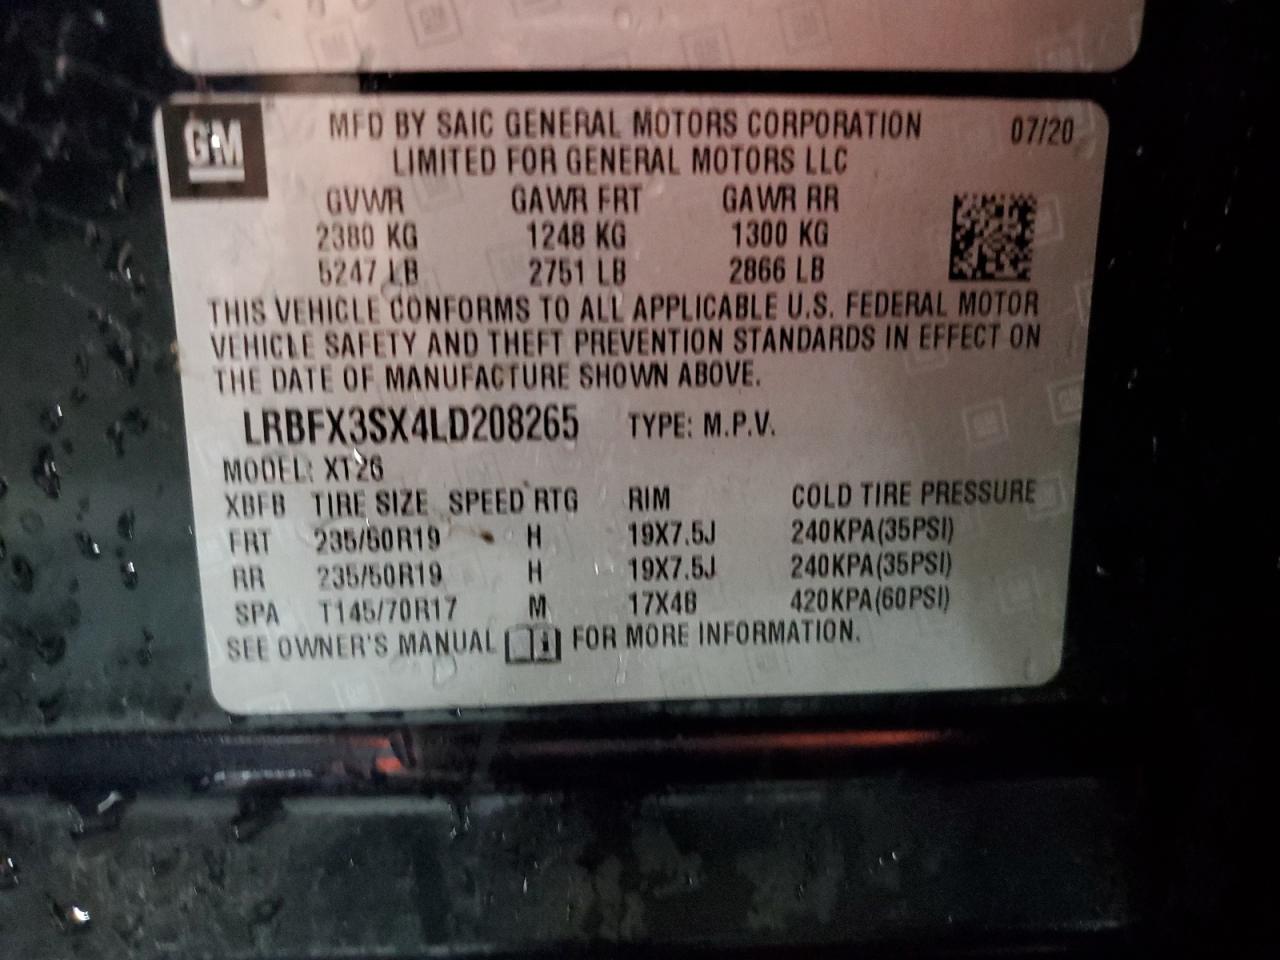 GM
MFD BY SAIC GENERAL MOTORS CORPORATION 07/20
LIMITED FOR GENERAL MOTORS LLC
GVWR GAWR FRT GAWR RR
2380 KG 1248 KG 1300 KG
5247 LB 2751 LB 2866 LB
THIS VEHICLE CONFORMS TO ALL APPLICABLE U.S. FEDERAL MOTOR
VEHICLE SAFETY AND THEFT PREVENTION STANDARDS IN EFFECT ON
THE DATE OF MANUFACTURE SHOWN ABOVE.
LRBFX3SX4LD208265 TYPE: M.P.V.
MODEL: XT26
XBFB TIRE SIZE SPEED RTG RIM COLD TIRE PRESSURE
FRT 235/50R19 H 19X7.5J 240KPA(35PSI)
RR 235/50R19 H 19X7.5J 240KPA(35PSI)
SPA T145/70R17 M 17X4B 420KPA(60PSI)
SEE OWNER'S MANUAL FOR MORE INFORMATION.